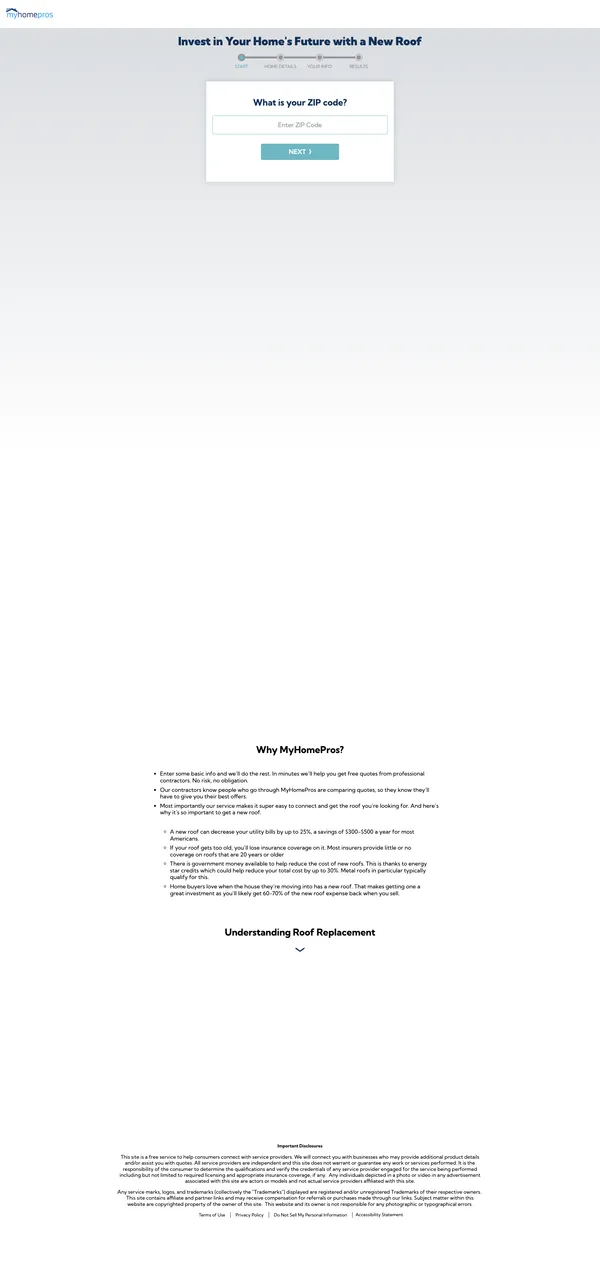 myhomepros
Invest in Your Home's Future with a New Roof
START HOME DETAILS YOUR INFO RESULTS
What is your ZIP code?
Enter ZIP Code
NEXT
Why MyHomePros?
Enter some basic info and we'll do the rest. In minutes we'll help you get free quotes from professional
contractors. No risk, no obligation.
Our contractors know people who go through MyHomePros are comparing quotes, so they know they'll
have to give you their best offers.
Most importantly our service makes it super easy to connect and get the roof you're looking for. And here's
why it's so important to get a new roof.
A new roof can decrease your utility bills by up to 25%, a savings of $300-$500 a year for most
Americans.
If your roof gets too old, you'll lose insurance coverage on it. Most insurers provide little or no
coverage on roofs that are 20 years or older
There is government money available to help reduce the cost of new roofs. This is thanks to energy
star credits which could help reduce your total cost by up to 30%. Metal roofs in particular typically
qualify for this.
Home buyers love when the house they're moving into has a new roof. That makes getting one a
great investment as you'll likely get 60-70% of the new roof expense back when you sell.
Understanding Roof Replacement
Important Disclosures
This site is a free service to help consumers connect with service providers. We will connect you with businesses who may provide additional product details
and/or assist you with quotes. All service providers are independent and this site does not warrant or guarantee any work or services performed. It is the
responsibility of the consumer to determine the qualifications and verify the credentials of any service provider engaged for the service being performed
including but not limited to required licensing and appropriate insurance coverage, if any. Any individuals depicted in a photo or video in any advertisement
associated with this site are actors or models and not actual service providers affiliated with this site.
Any service marks, logos, and trademarks (collectively the "Trademarks") displayed are registered and/or unregistered Trademarks of their respective owners.
This site contains affiliate and partner links and may receive compensation for referrals or purchases made through our links. Subject matter within this
website are copyrighted property of the owner of this site. This website and its owner is not responsible for any photographic or typographical errors
Terms of Use | Privacy Policy | Do Not Sell My Personal Information | Accessibility Statement